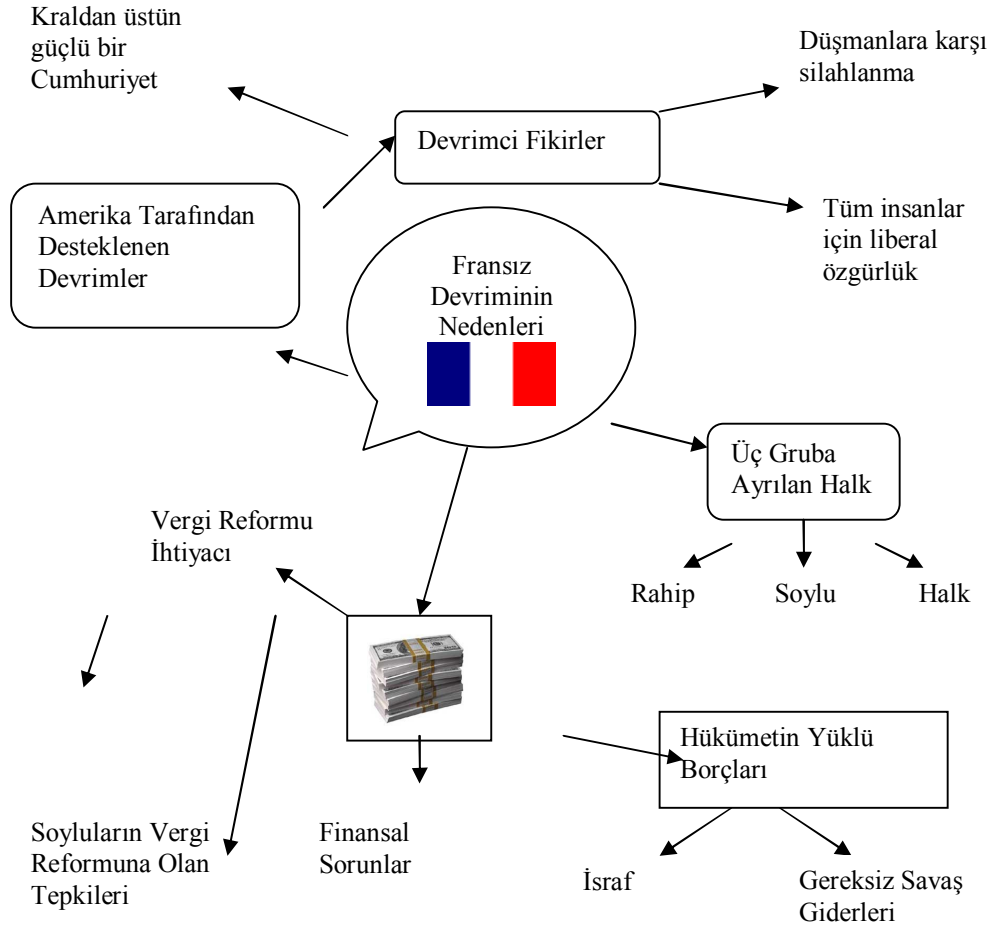 Kraldan üstün
güçlü bir
Cumhuriyet
Düşmanlara karşı
silahlanma
Devrimci Fikirler
Amerika Tarafından
Desteklenen
Devrimler
Tüm insanlar
için liberal
özgürlük
Fransız
Devriminin
Nedenleri
Üç Gruba
Ayrılan Halk
Vergi Reformu
İhtiyacı
Rahip
Soylu
Halk
Hükümetin Yüklü
Borçları
Soyluların Vergi
Reformuna Olan
Tepkileri
Finansal
Sorunlar
İsraf
Gereksiz Savaş
Giderleri